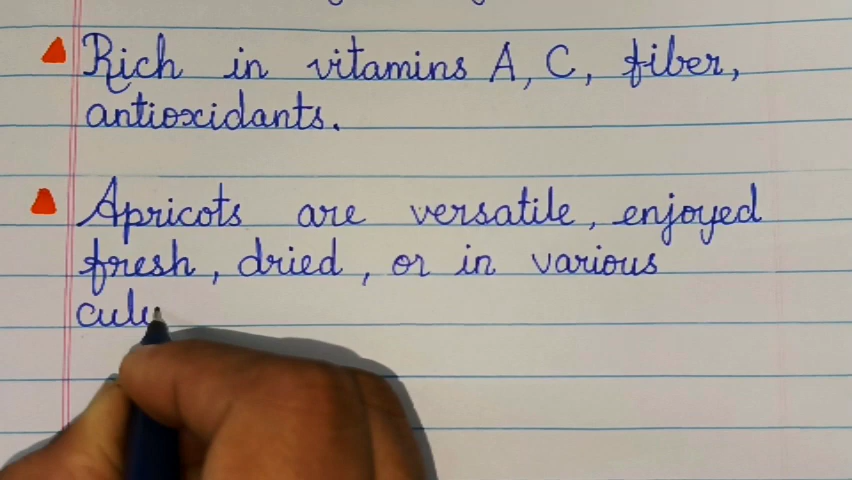 Rich in vitamins A, C, fiber,
antioxidants.
Apricots are versatile, enjoyed
fresh, dried, or in various